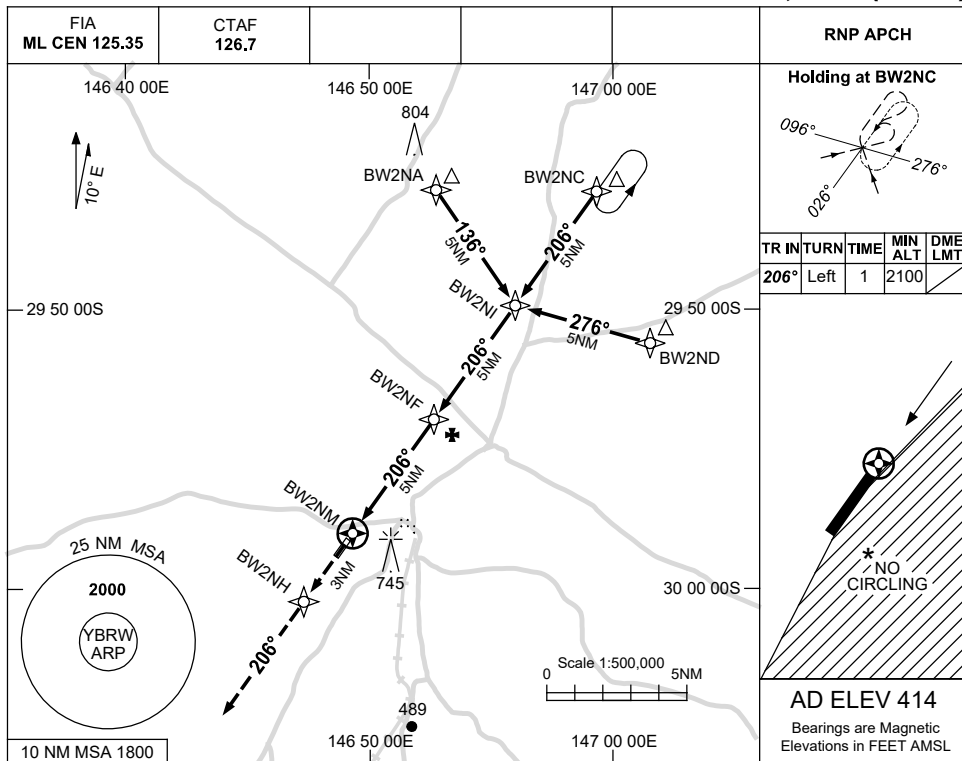 FIA
ML CEN 125.35
CTAF
126.7
RNP APCH
146 40 00E
146 50 00E
147 00 00E
Holding at BW2NC
096°
276°
026°
10° E
804
BW2NA
BW2NC
136°
5NM
206°
5NM
TR IN TURN TIME MIN ALT DME LMT
206° Left 1 2100
29 50 00S
29 50 00S
BW2NI
276°
5NM
BW2ND
206°
5NM
BW2NF
206°
5NM
BW2NM
745
25 NM MSA
2000
YBRW
ARP
BW2NH
3NM
206°
30 00 00S
* NO
CIRCLING
Scale 1:500,000
0 5NM
489
10 NM MSA 1800
146 50 00E
147 00 00E
AD ELEV 414
Bearings are Magnetic
Elevations in FEET AMSL